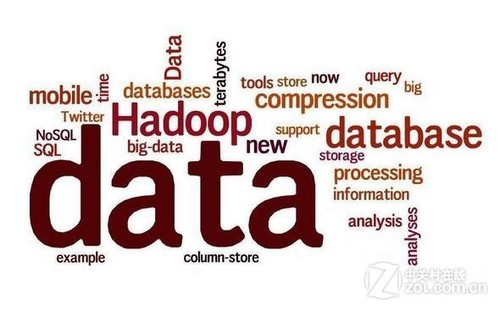 Data
time
terabytes
tools store now
query
big
mobile
databases
compression
Twitter
Hadoop
support
database
NoSQL
SQL
big-data
new
storage
processing
data
information
analysis
analyses
example
column-store
中关村在线
zol.com.cn